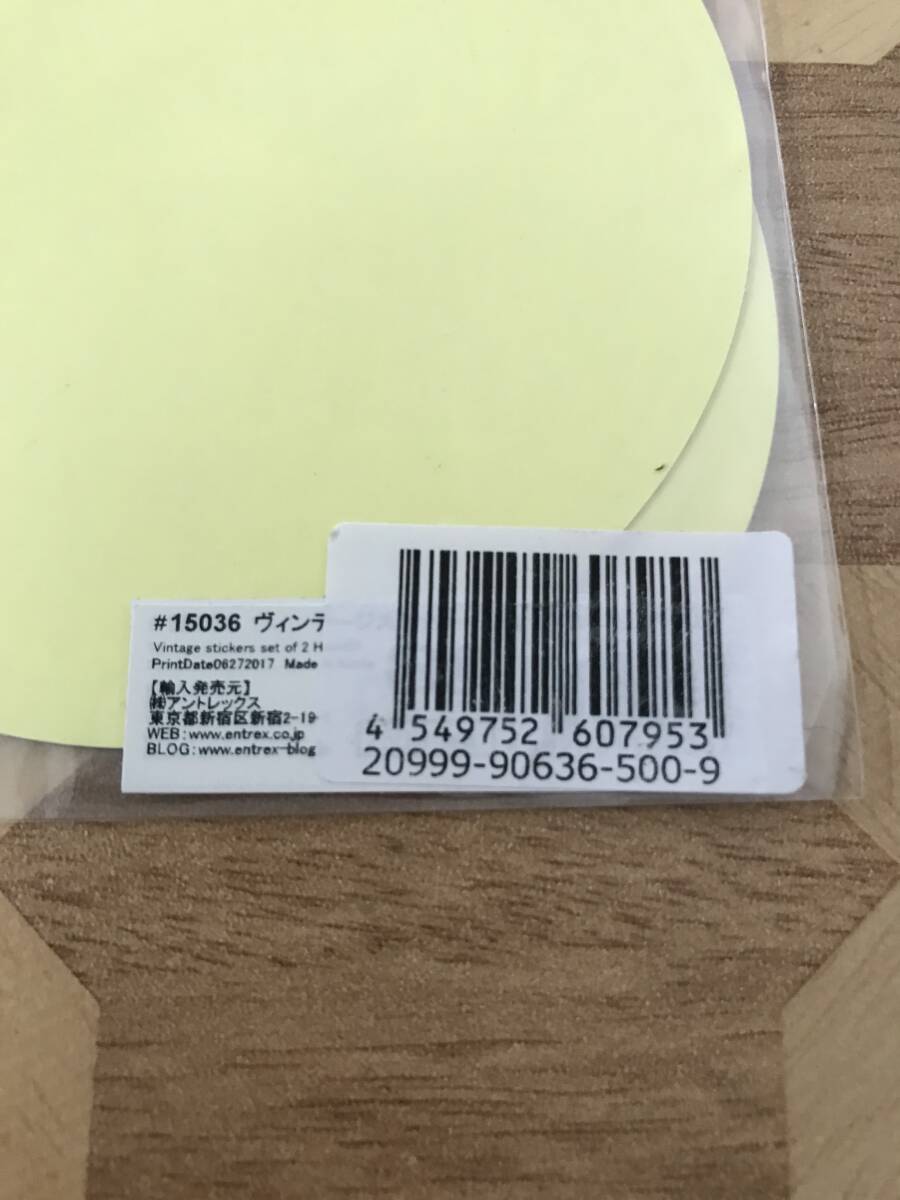 #15036 ヴィンテ
Vintage stickers set of 2 H
PrintDate06272017 Made
【輸入発売元】
㈱アントレックス
東京都新宿区新宿2-19
WEB:www.entrex.co.jp
BLOG:www.entrex-blog
4 549752 607953
20999-90636-500-9